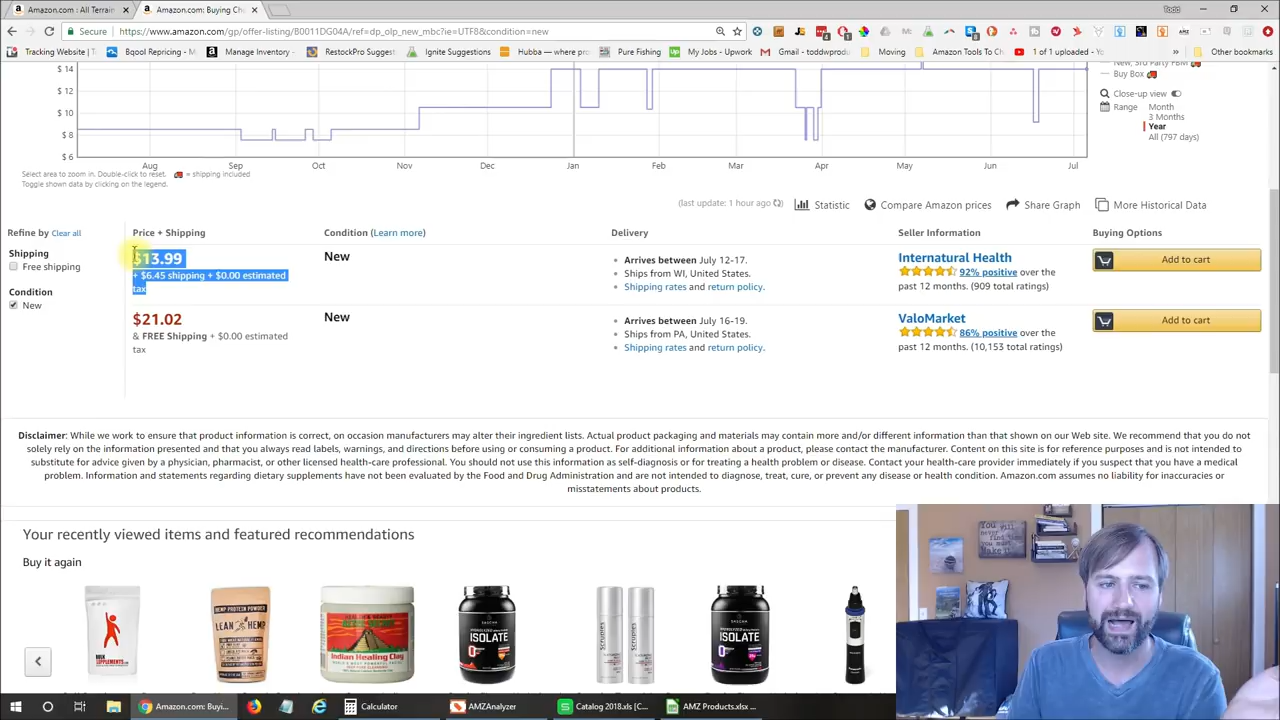 Amazon.com : All Terrain
Amazon.com: Buying Ch
Todd
Secure
https://www.amazon.com/gp/offer-listing/B0011DG04A/ref=dp_olp_new_mbc?ie=UTF8&condition=new
Tracking Website
Bqool Repricing - Man
Manage Inventory
RestockPro Suggest
Ignite Suggestions
Hubba — where pro
Pure Fishing
My Jobs - Upwork
Gmail - toddwprodu
Moving
Amazon Tools To Ch
1 of 1 uploaded - Yo
Other bookmarks
$ 14
$ 10
$ 8
$ 6
Aug Sep Oct Nov Dec Jan Feb Mar Apr May Jun Jul
New, 3rd Party FBM
Buy Box
Close-up view
Range
Month
3 Months
Year
All (797 days)
Select area to zoom in. Double-click to reset. = shipping included
Toggle shown data by clicking on the legend.
(last update: 1 hour ago)
Statistic
Compare Amazon prices
Share Graph
More Historical Data
Refine by Clear all
Shipping
Free shipping
Condition
New
Price + Shipping
Condition (Learn more)
Delivery
Seller Information
Buying Options
$13.99
+ $6.45 shipping + $0.00 estimated
tax
New
Arrives between July 12-17.
Ships from WI, United States.
Shipping rates and return policy.
Internatural Health
92% positive over the
past 12 months. (909 total ratings)
Add to cart
$21.02
& FREE Shipping + $0.00 estimated
tax
New
Arrives between July 16-19.
Ships from PA, United States.
Shipping rates and return policy.
ValoMarket
86% positive over the
past 12 months. (10,153 total ratings)
Add to cart
Disclaimer: While we work to ensure that product information is correct, on occasion manufacturers may alter their ingredient lists. Actual product packaging and materials may contain more and/or different information than that shown on our Web site. We recommend that you do not
solely rely on the information presented and that you always read labels, warnings, and directions before using or consuming a product. For additional information about a product, please contact the manufacturer. Content on this site is for reference purposes and is not intended to
substitute for advice given by a physician, pharmacist, or other licensed health-care professional. You should not use this information as self-diagnosis or for treating a health problem or disease. Contact your health-care provider immediately if you suspect that you have a medical
problem. Information and statements regarding dietary supplements have not been evaluated by the Food and Drug Administration and are not intended to diagnose, treat, cure, or prevent any disease or health condition. Amazon.com assumes no liability for inaccuracies or
misstatements about products.
Your recently viewed items and featured recommendations
Buy it again
LEAN HEMP
Indian Healing Clay
ISOLATE
Scruples
Scruples
ISOLATE
Amazon.com: Buyi...
Calculator
AMZAnalyzer
Catalog 2018.xls [C...
AMZ Products.xlsx ...